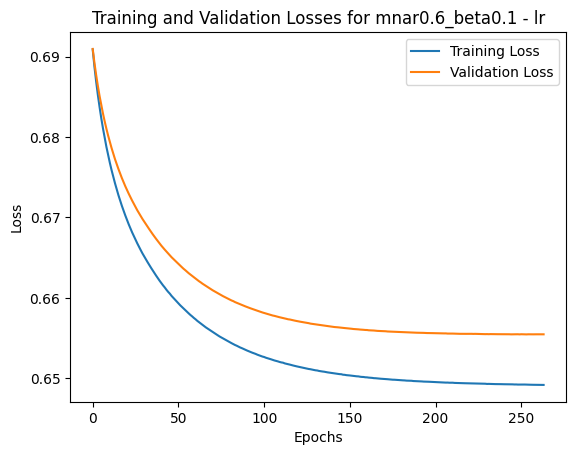 Training and Validation Losses for mnar0.6_beta0.1 - lr
Training Loss
Validation Loss
Loss
0.69
0.68
0.67
0.66
0.65
0
50
100
150
200
250
Epochs